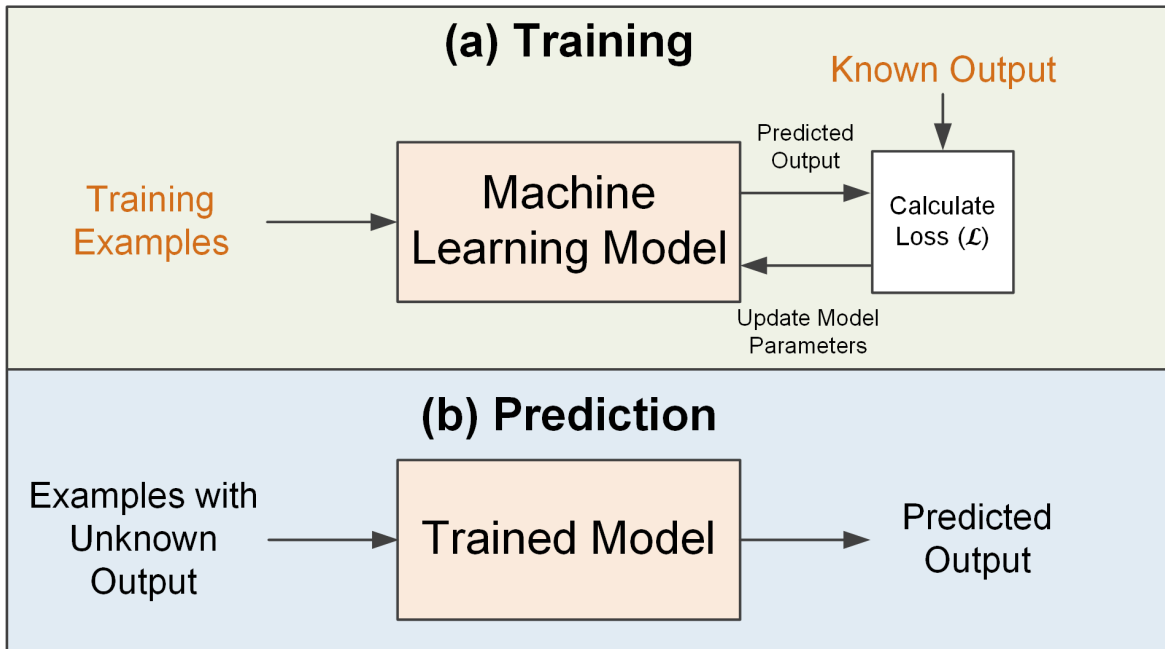 (a) Training
Known Output
Predicted
Output
Training
Examples
Machine
Learning Model
Calculate
Loss (ℒ)
Update Model
Parameters
(b) Prediction
Examples with
Unknown
Output
Trained Model
Predicted
Output